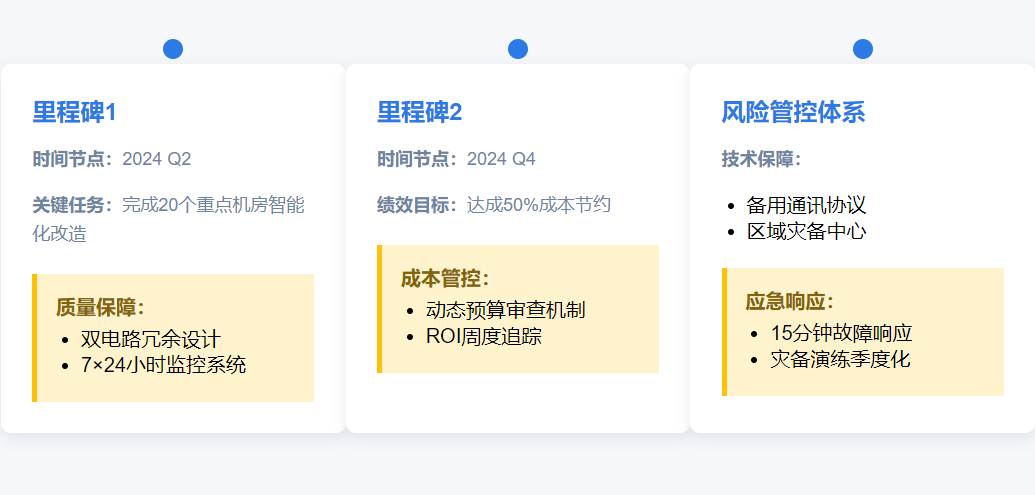 里程碑1
时间节点：2024 Q2
关键任务：完成20个重点机房智能
化改造
质量保障：
双电路冗余设计
7×24小时监控系统
里程碑2
时间节点：2024 Q4
绩效目标：达成50%成本节约
成本管控：
动态预算审查机制
ROI周度追踪
风险管控体系
技术保障：
备用通讯协议
区域灾备中心
应急响应：
15分钟故障响应
灾备演练季度化